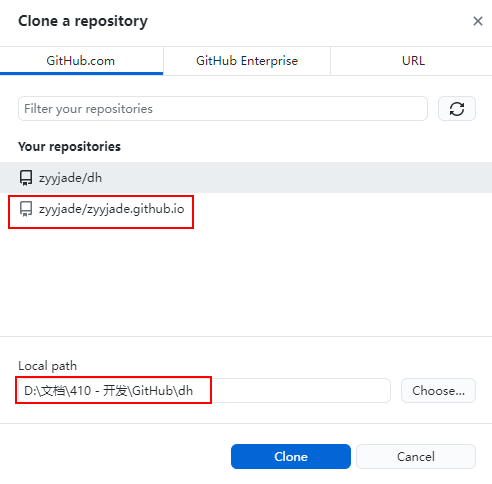 Clone a repository
GitHub.com GitHub Enterprise URL
Filter your repositories
Your repositories
zyyjade/dh
zyyjade/zyyjade.github.io
Local path
D:\文档\410 - 开发\GitHub\dh Choose...
Clone Cancel